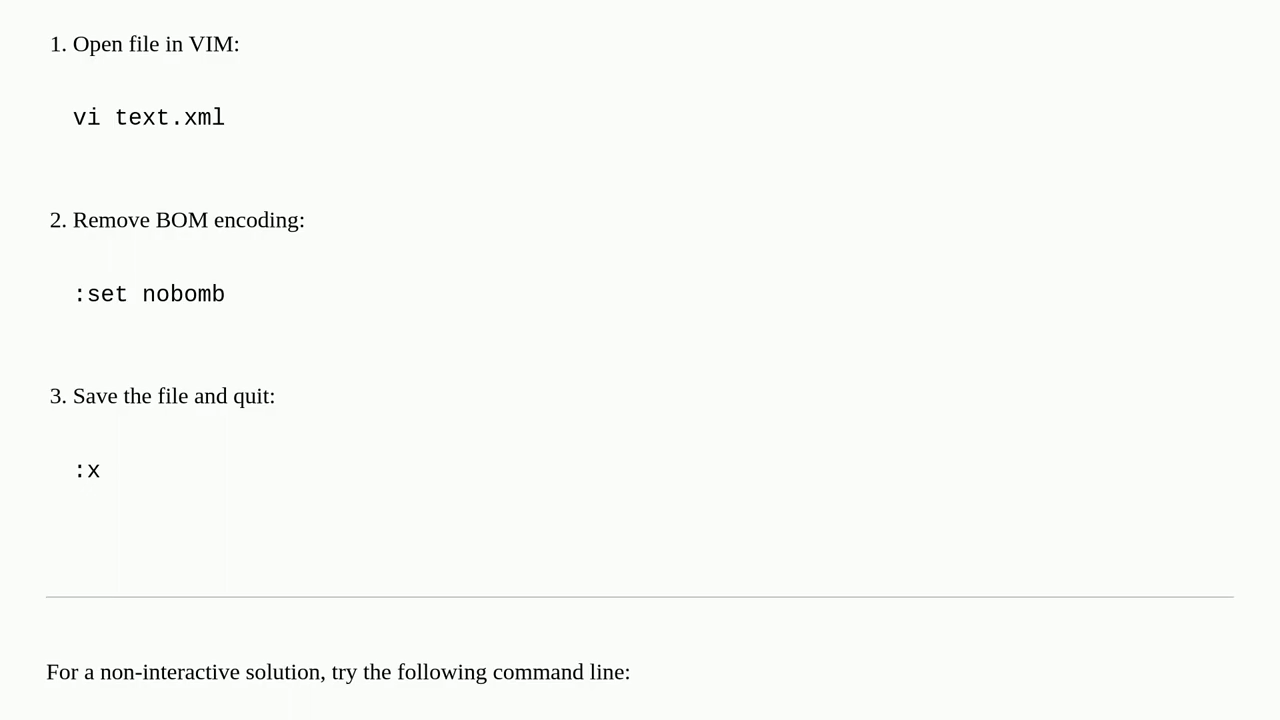 1. Open file in VIM:
vi text.xml
2. Remove BOM encoding:
:set nobomb
3. Save the file and quit:
:x
For a non-interactive solution, try the following command line: